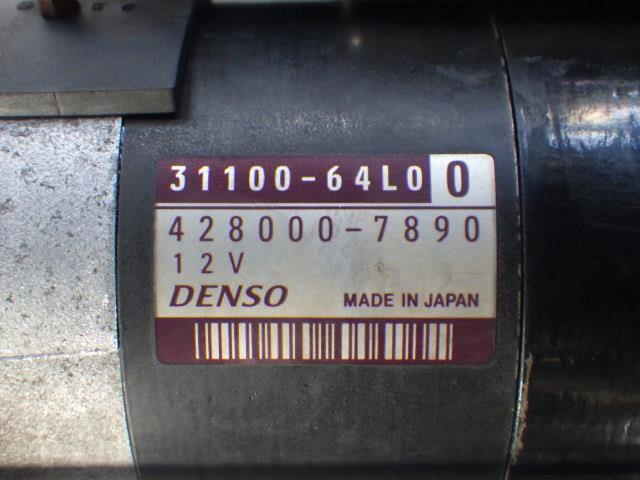 31100-64L0 0
428000-7890
12V
DENSO MADE IN JAPAN